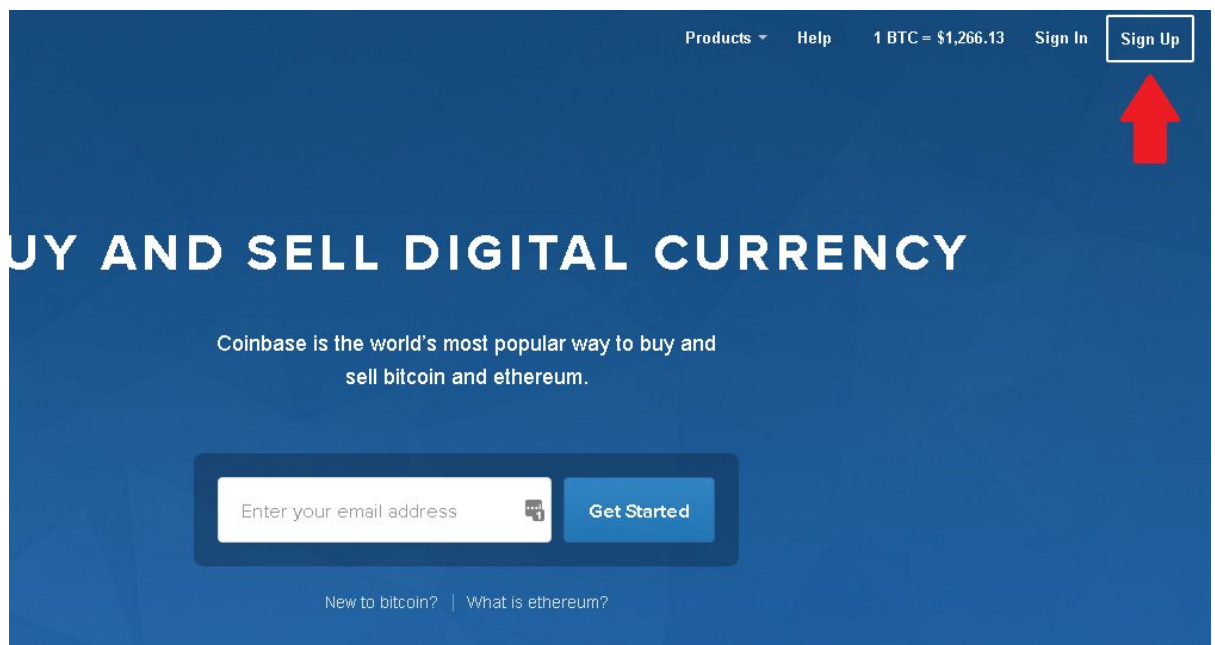 Products Help 1 BTC = $1,266.13 Sign In Sign Up
UY AND SELL DIGITAL CURRENCY
Coinbase is the world's most popular way to buy and
sell bitcoin and ethereum.
Enter your email address 1 Get Started
New to bitcoin? | What is ethereum?